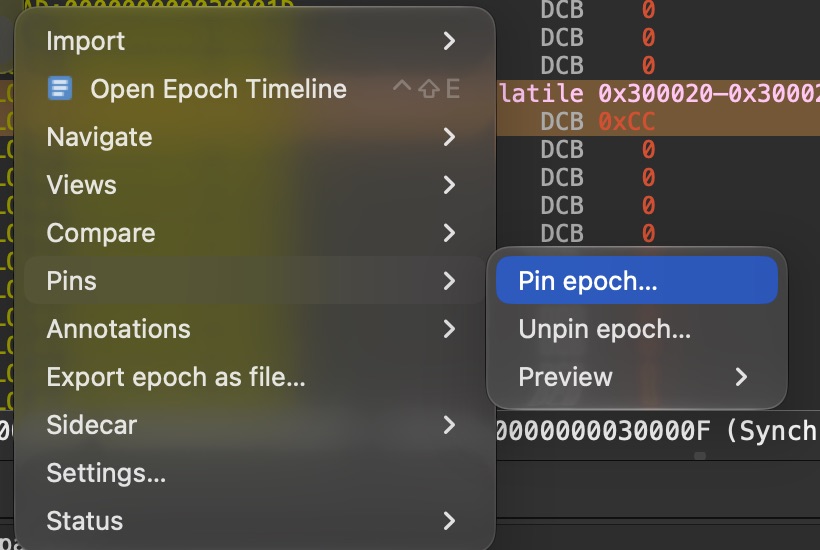 DCB 0
DCB 0
DCB 0
latile 0x300020–0x3000
DCB 0xCC
DCB 0
DCB 0
DCB 0
DCB 0
Import
Open Epoch Timeline ^⇧E
Navigate
Views
Compare
Pins
Annotations
Export epoch as file...
Sidecar
Settings...
Status
Pin epoch...
Unpin epoch...
Preview
0000000030000F (Synch